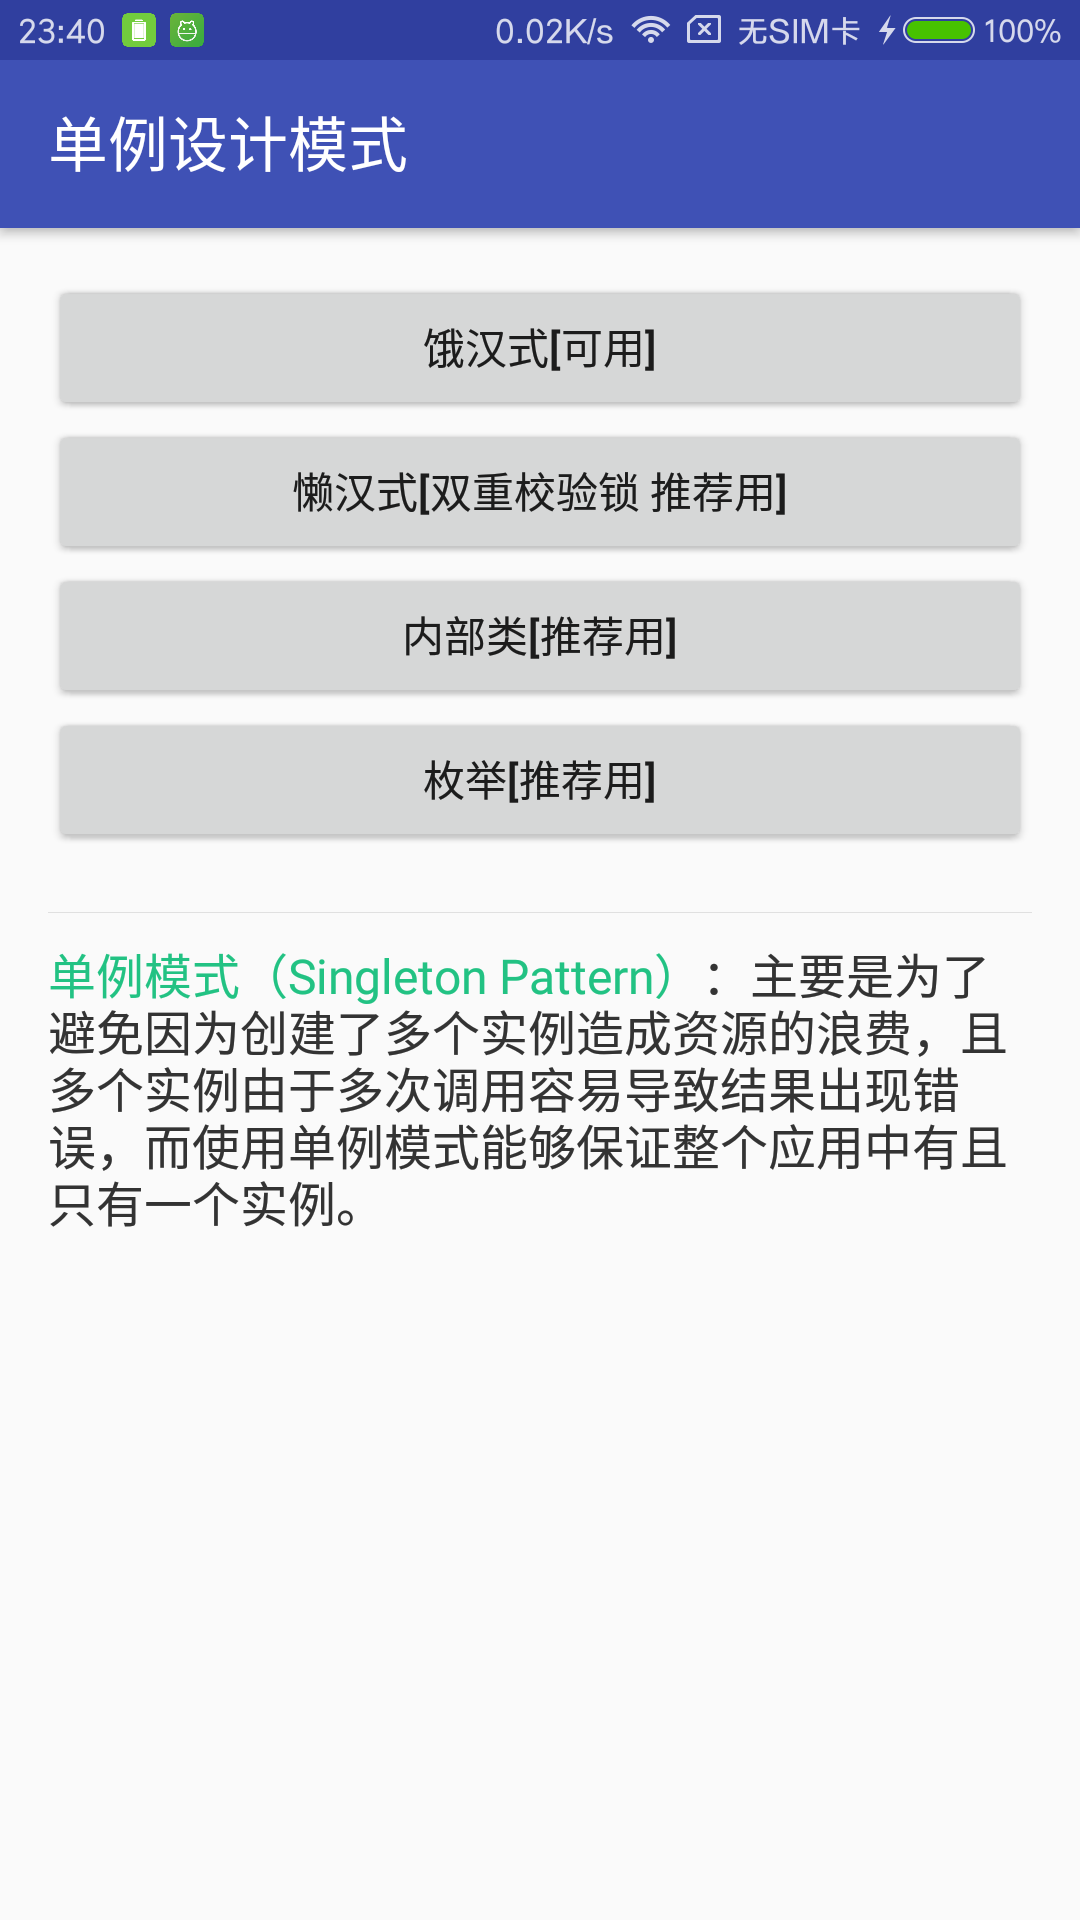 23:40 0.02K/s 无SIM卡 100%
单例设计模式
饿汉式[可用]
懒汉式[双重校验锁 推荐用]
内部类[推荐用]
枚举[推荐用]
单例模式（Singleton Pattern）：主要是为了
避免因为创建了多个实例造成资源的浪费，且
多个实例由于多次调用容易导致结果出现错
误，而使用单例模式能够保证整个应用中有且
只有一个实例。